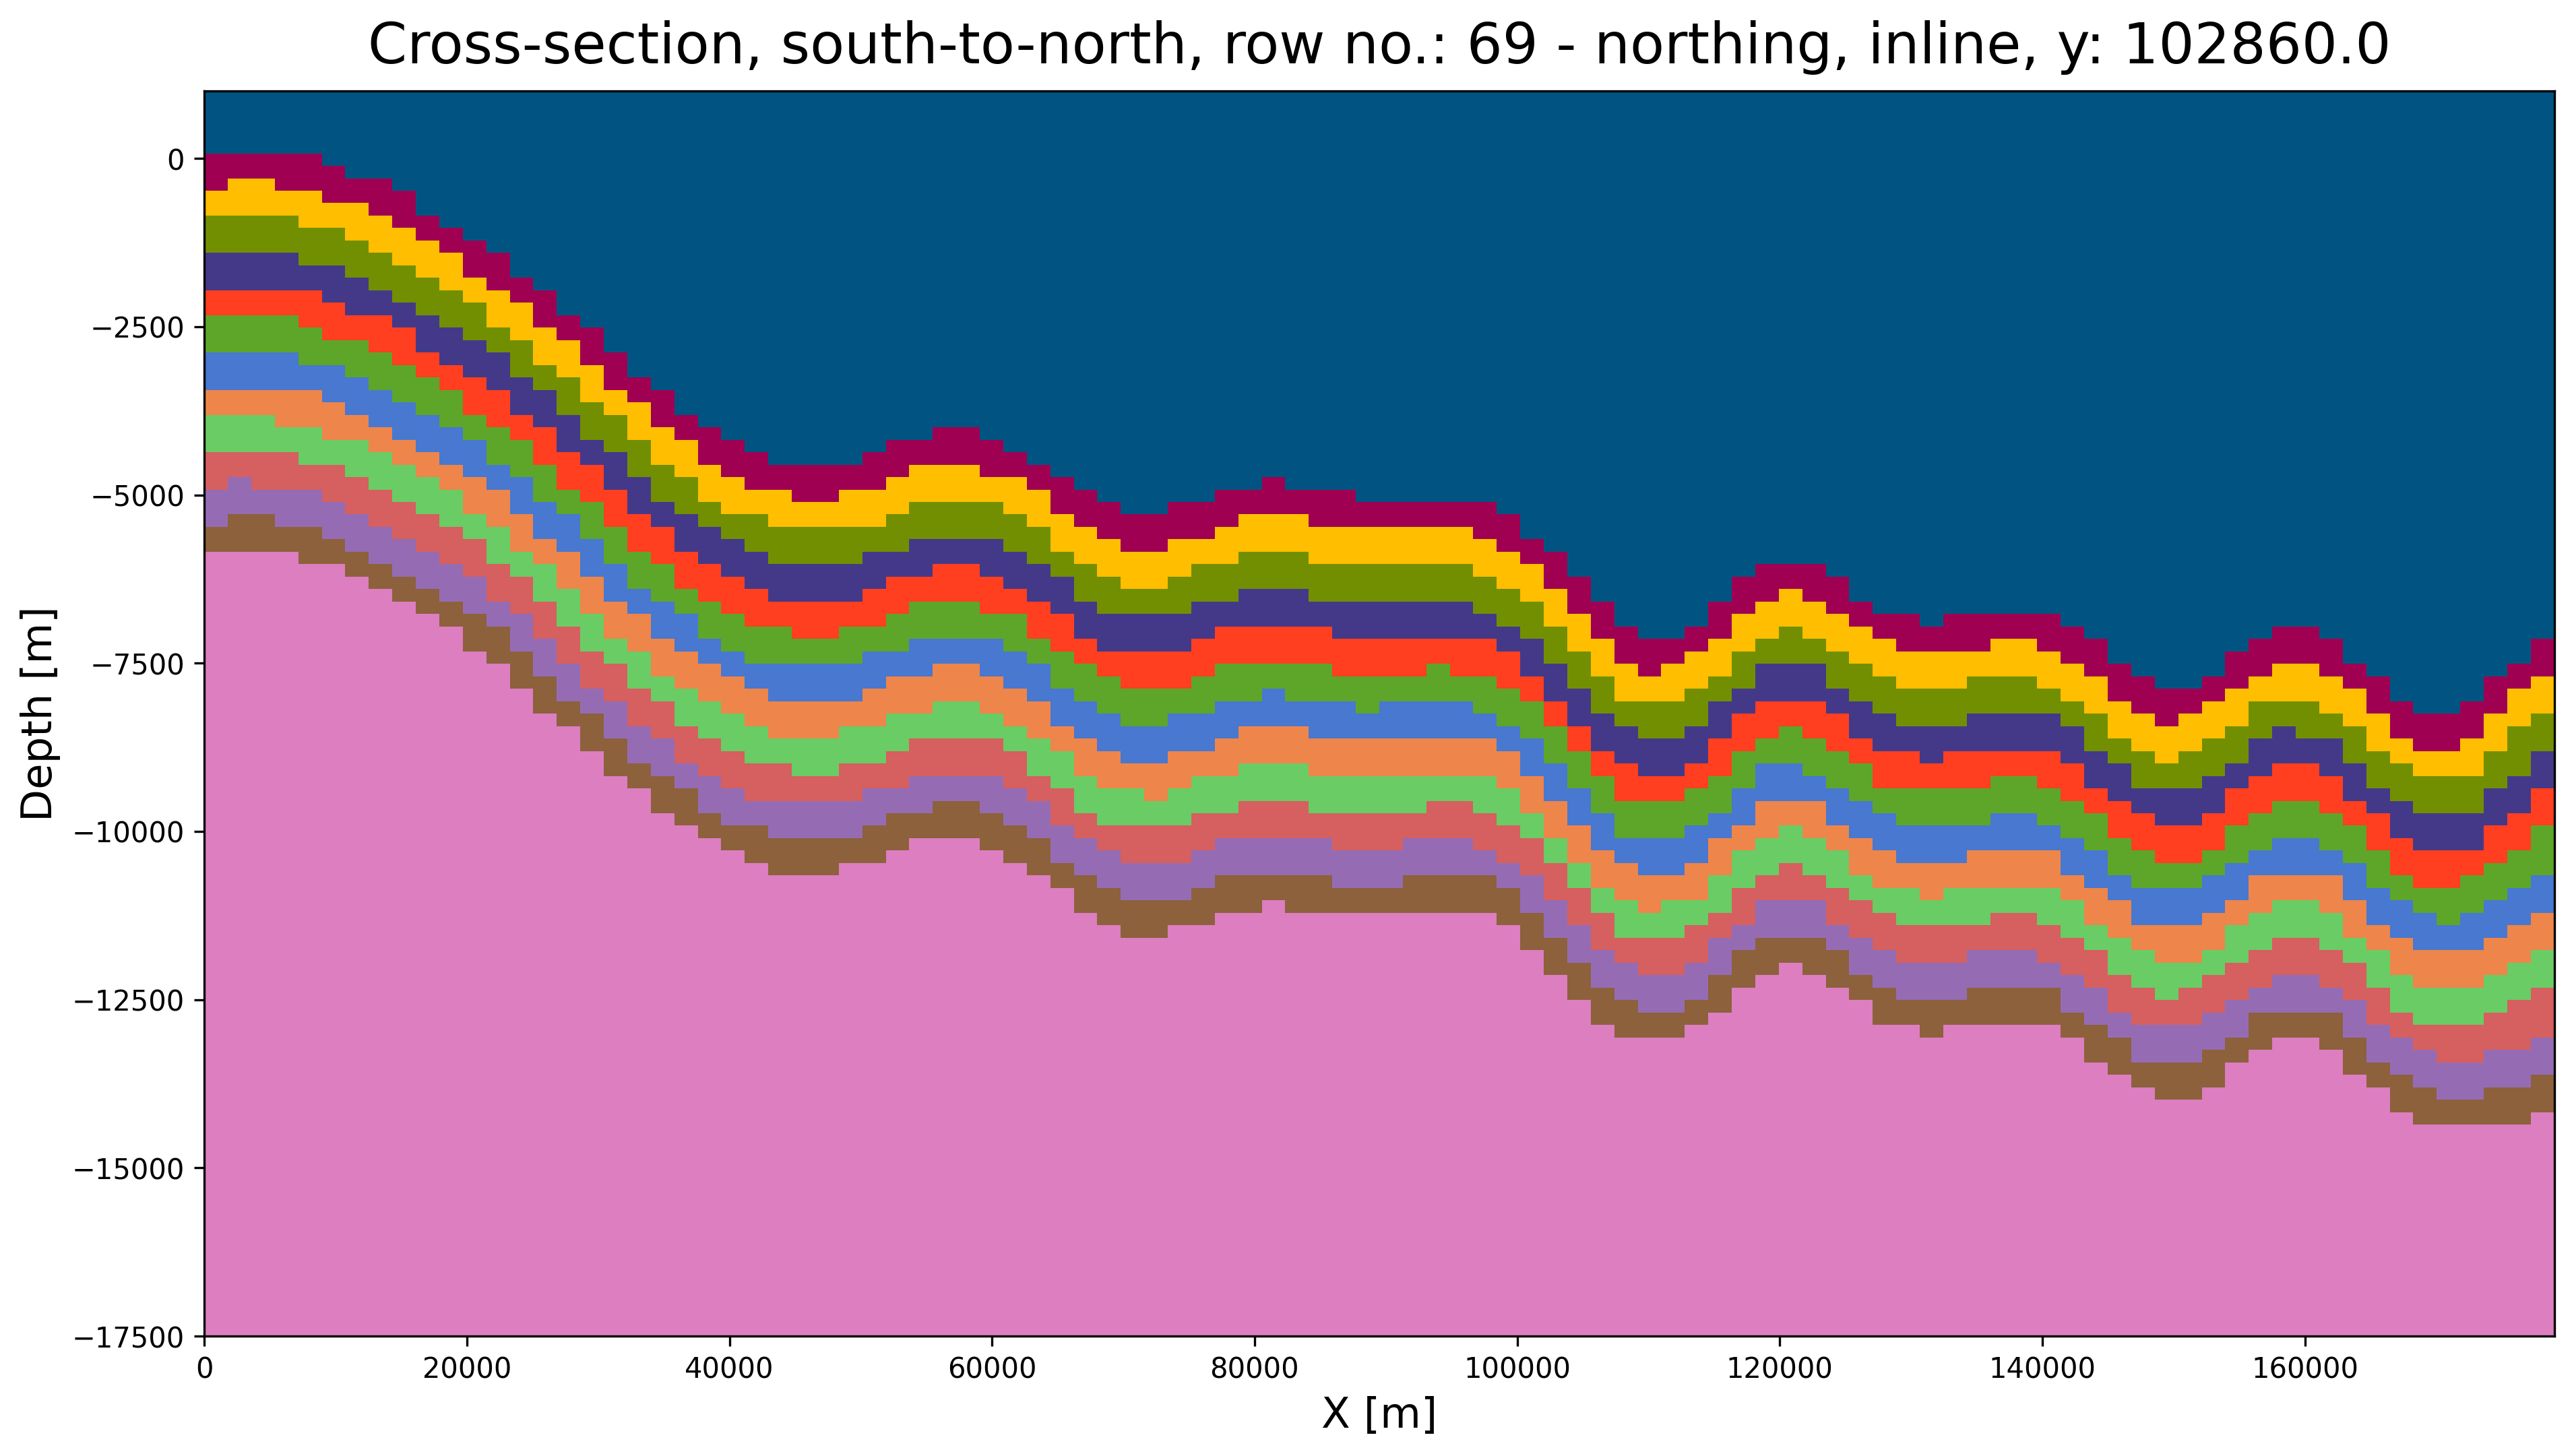 Cross-section, south-to-north, row no.: 69 - northing, inline, y: 102860.0
Depth [m]
0
−2500
−5000
−7500
−10000
−12500
−15000
−17500
0 20000 40000 60000 80000 100000 120000 140000 160000
X [m]